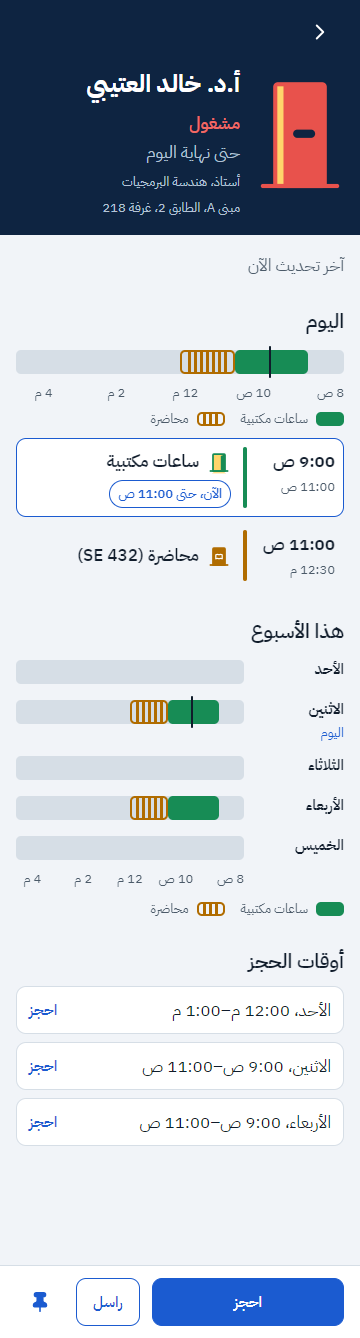 أ.د. خالد العتيبي
مشغول
حتى نهاية اليوم
أستاذ، هندسة البرمجيات
مبنى A، الطابق 2، غرفة 218
آخر تحديث الآن
اليوم
8 ص 10 ص 12 م 2 م 4 م
ساعات مكتبية محاضرة
9:00 ص ساعات مكتبية
11:00 ص الآن، حتى 11:00 ص
11:00 ص محاضرة (SE 432)
12:30 م
هذا الأسبوع
الأحد
الاثنين
اليوم
الثلاثاء
الأربعاء
الخميس
8 ص 10 ص 12 م 2 م 4 م
ساعات مكتبية محاضرة
أوقات الحجز
الأحد، 12:00 م–1:00 م احجز
الاثنين، 9:00 ص–11:00 ص احجز
الأربعاء، 9:00 ص–11:00 ص احجز
احجز راسل